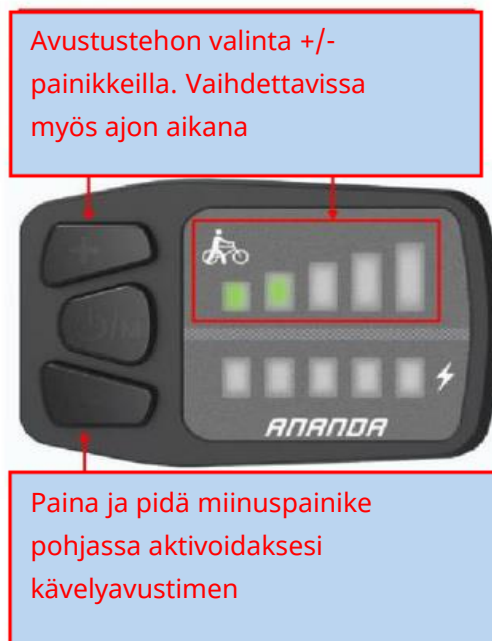 Avustustehon valinta +/-
painikkeilla. Vaihdettavissa
myös ajon aikana
ANANDA
Paina ja pidä miinuspainike
pohjassa aktivoidaksesi
kävelyavustimen